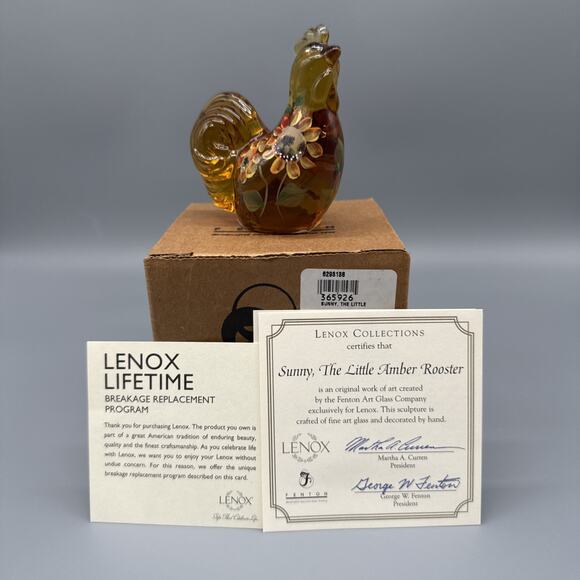 6298186
365926
SUNNY, THE LITTLE
LENOX
LIFETIME
BREAKAGE REPLACEMENT
PROGRAM
Thank you for purchasing Lenox. The product you own is
part of a great American tradition of enduring beauty,
quality and the finest craftsmanship. As you celebrate life
with Lenox, we want you to enjoy your Lenox without
undue concern. For this reason, we offer the unique
breakage replacement program described on this card.
LENOX
LENOX COLLECTIONS
certifies that
Sunny, The Little Amber Rooster
is an original work of art created
by the Fenton Art Glass Company
exclusively for Lenox. This sculpture is
crafted of fine art glass and decorated by hand.
LENOX
Martha A. Curren
Martha A. Curren
President
FENTON
George W Fenton
George W. Fenton
President